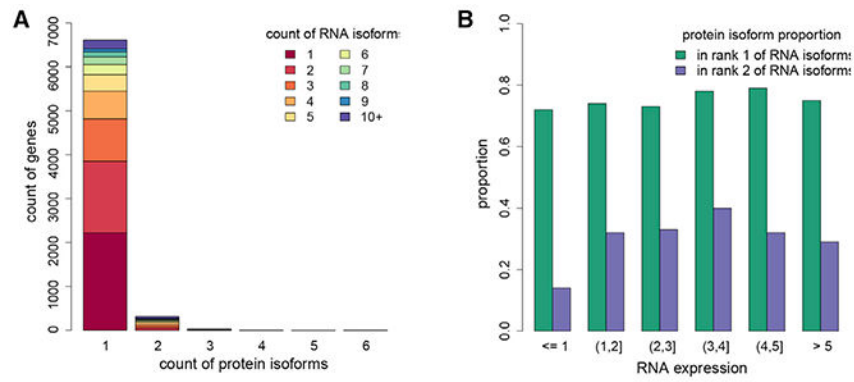 A
count of RNA isoforms
1
2
3
4
5
6
7
8
9
10+
count of genes
0
1000
2000
3000
4000
5000
6000
7000
1 2 3 4 5 6
count of protein isoforms
B
protein isoform proportion
in rank 1 of RNA isoforms
in rank 2 of RNA isoforms
proportion
0.0
0.2
0.4
0.6
0.8
1.0
<= 1 (1,2] (2,3] (3,4] (4,5] > 5
RNA expression